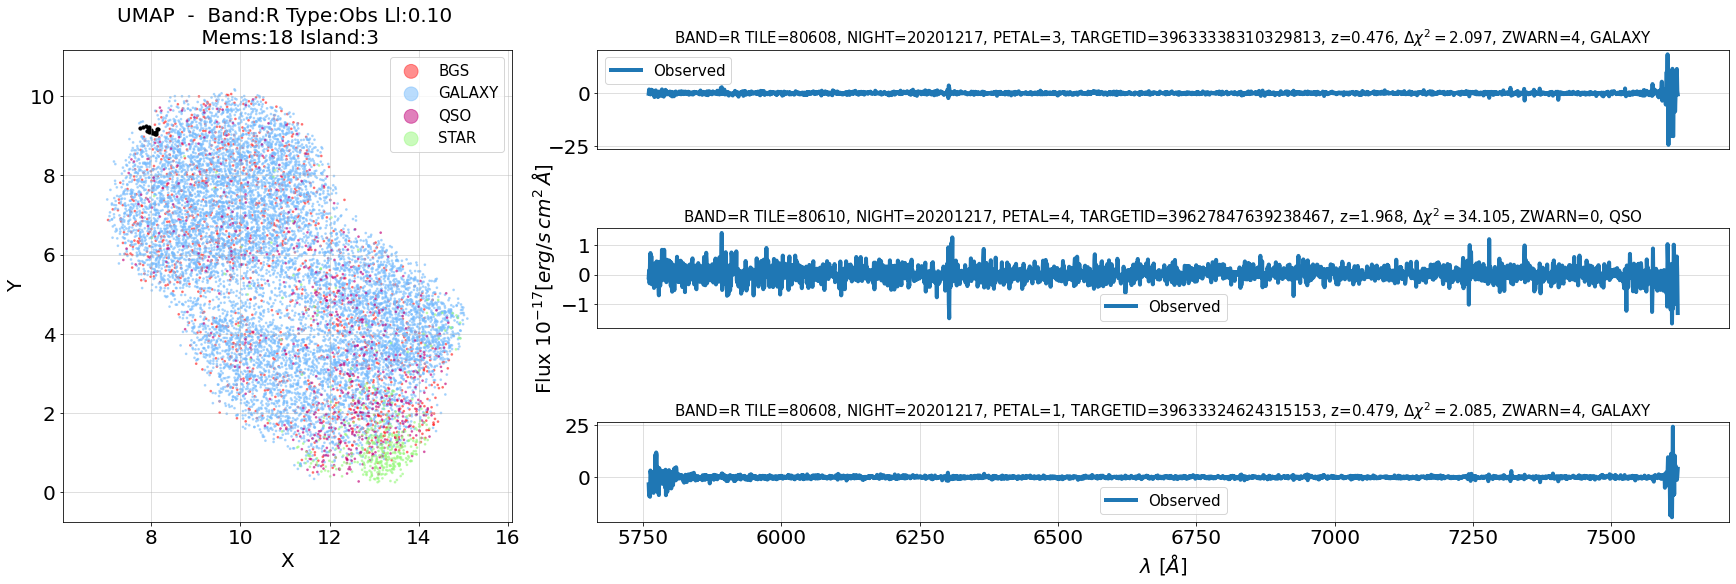 UMAP - Band:R Type:Obs Ll:0.10
Mems:18 Island:3
BGS
GALAXY
QSO
STAR
Y
10
8
6
4
2
0
8
10
12
14
16
X
Flux 10⁻¹⁷[erg/s cm² Å]
BAND=R TILE=80608, NIGHT=20201217, PETAL=3, TARGETID=39633338310329813, z=0.476, Δχ² = 2.097, ZWARN=4, GALAXY
Observed
0
−25
BAND=R TILE=80610, NIGHT=20201217, PETAL=4, TARGETID=39627847639238467, z=1.968, Δχ² = 34.105, ZWARN=0, QSO
1
0
−1
Observed
BAND=R TILE=80608, NIGHT=20201217, PETAL=1, TARGETID=39633324624315153, z=0.479, Δχ² = 2.085, ZWARN=4, GALAXY
25
0
Observed
5750
6000
6250
6500
6750
7000
7250
7500
λ [Å]